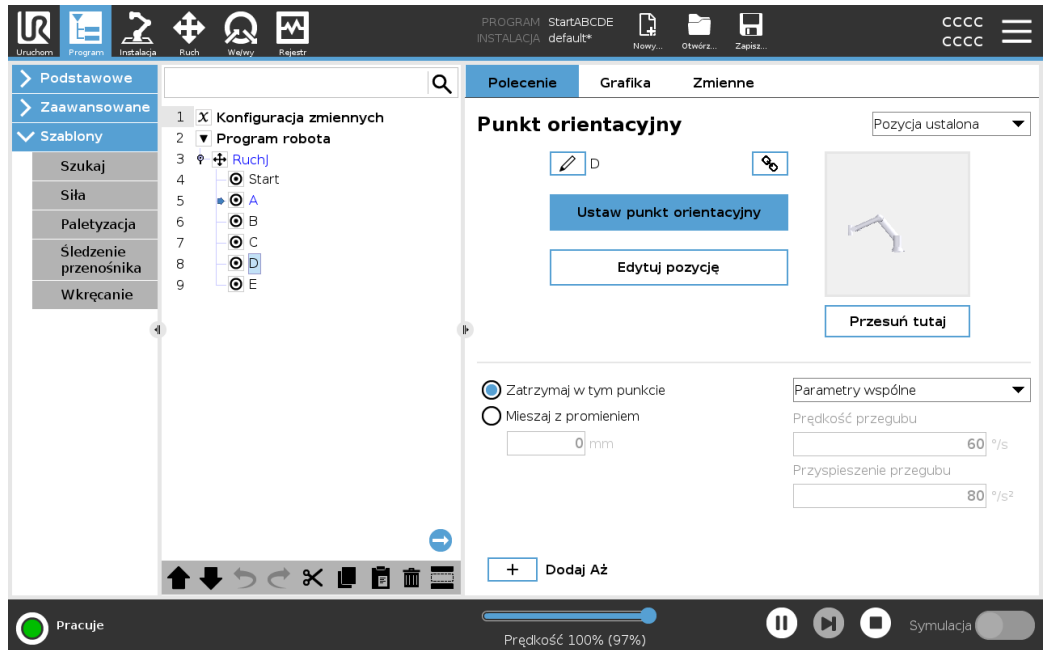 UR
Uruchom
Program
Instalacja
Ruch
We/wy
Rejestr
PROGRAM StartABCDE
INSTALACJA default*
Nowy...
Otwórz...
Zapisz...
CCCC
CCCC
Podstawowe
Zaawansowane
Szablony
Szukaj
Siła
Paletyzacja
Śledzenie
przenośnika
Wkręcanie
1 X Konfiguracja zmiennych
2 Program robota
3 RuchJ
4 Start
5 A
6 B
7 C
8 D
9 E
Polecenie
Grafika
Zmienne
Punkt orientacyjny
Pozycja ustalona
D
Ustaw punkt orientacyjny
Edytuj pozycję
Przesuń tutaj
Zatrzymaj w tym punkcie
Mieszaj z promieniem
0 mm
Parametry wspólne
Prędkość przegubu
60 °/s
Przyspieszenie przegubu
80 °/s²
+ Dodaj Aż
Pracuje
Prędkość 100% (97%)
Symulacja